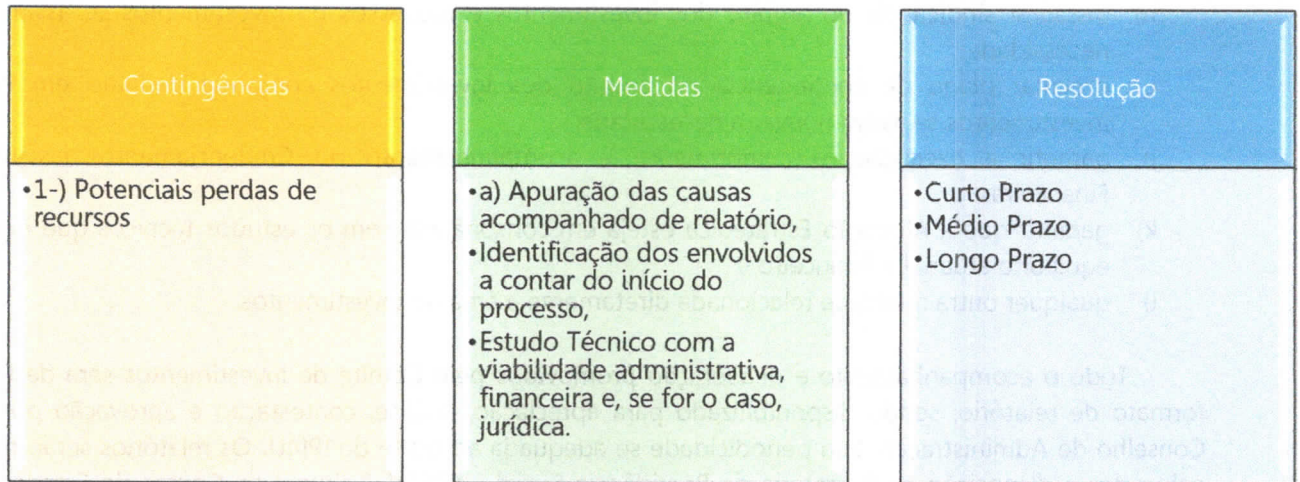 Contingências
•1-) Potenciais perdas de
recursos
Medidas
•a) Apuração das causas
acompanhado de relatório,
•Identificação dos envolvidos
a contar do início do
processo,
•Estudo Técnico com a
viabilidade administrativa,
financeira e, se for o caso,
jurídica.
Resolução
•Curto Prazo
•Médio Prazo
•Longo Prazo